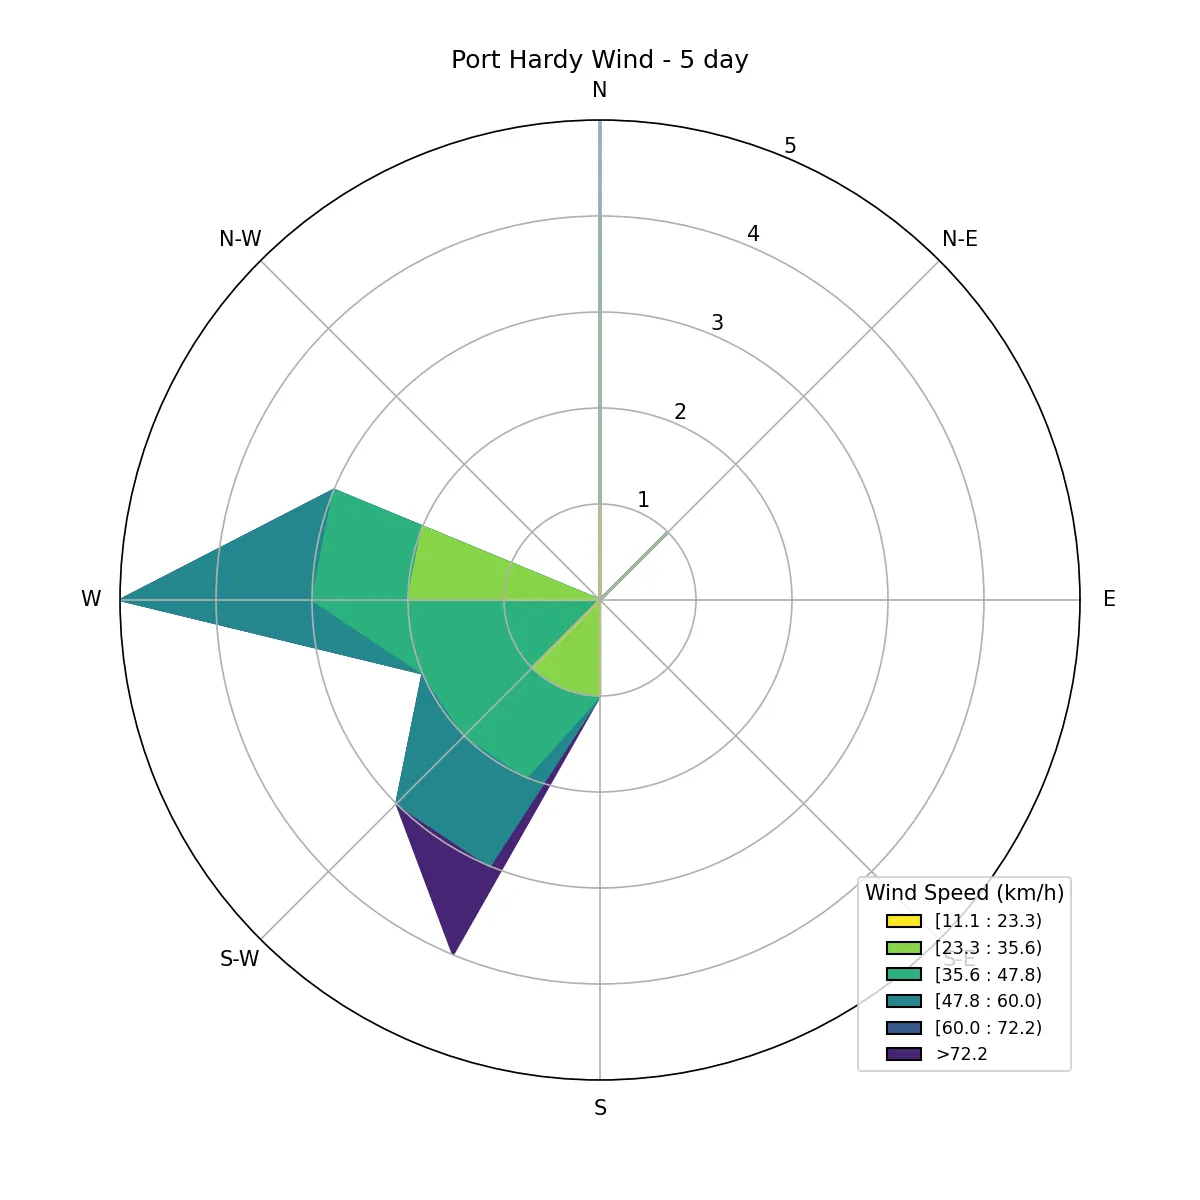 Port Hardy Wind - 5 day
N
5
N-W
N-E
4
3
2
1
W
E
S-W
S-E
Wind Speed (km/h)
[11.1 : 23.3)
[23.3 : 35.6)
[35.6 : 47.8)
[47.8 : 60.0)
[60.0 : 72.2)
>72.2
S